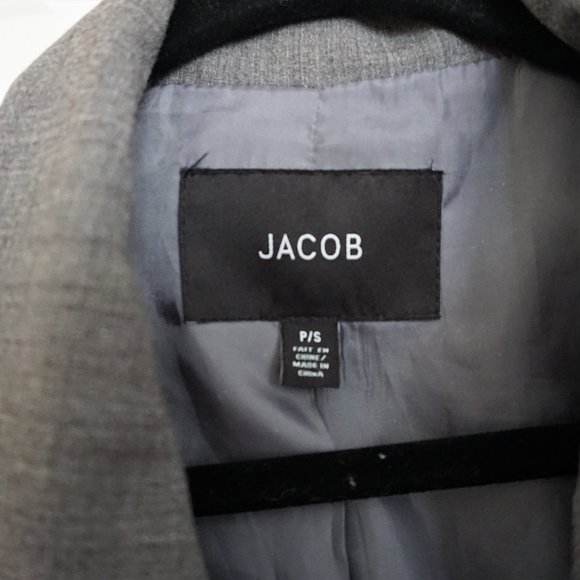 JACOB
P/S
FAIT EN
CHINE/
MADE IN
CHINA